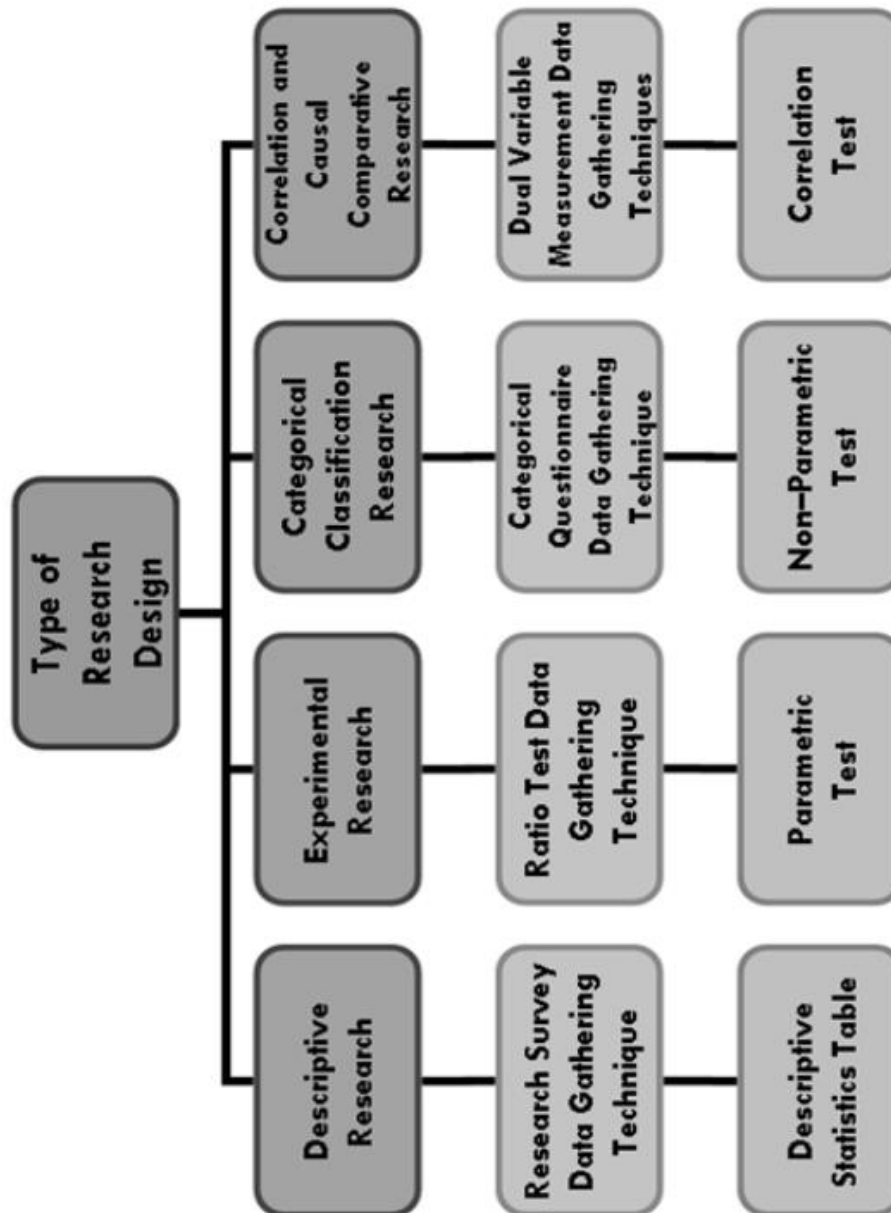 Type of
Research
Design
Descriptive
Research
Experimental
Research
Categorical
Classification
Research
Correlation and
Causal
Comparative
Research
Research Survey
Data Gathering
Technique
Ratio Test Data
Gathering
Technique
Categorical
Questionnaire
Data Gathering
Technique
Dual Variable
Measurement Data
Gathering
Techniques
Descriptive
Statistics Table
Parametric
Test
Non–Parametric
Test
Correlation
Test